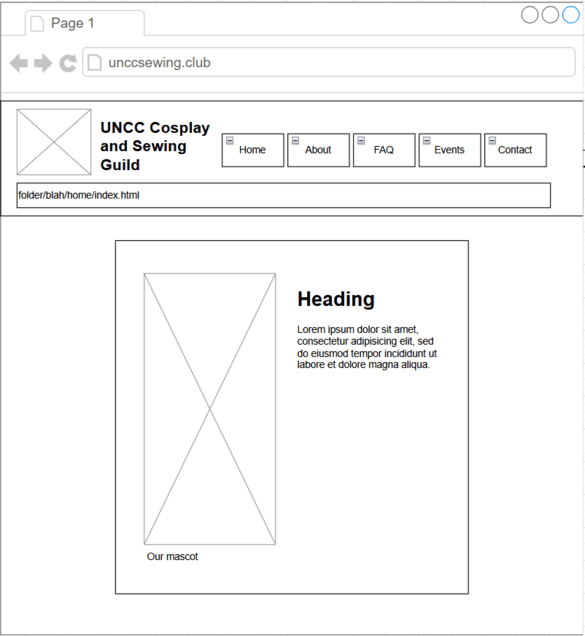 Page 1
unccsewing.club
UNCC Cosplay
and Sewing
Guild
Home
About
FAQ
Events
Contact
folder/blah/home/index.html
Heading
Lorem ipsum dolor sit amet,
consectetur adipisicing elit, sed
do eiusmod tempor incididunt ut
labore et dolore magna aliqua.
Our mascot